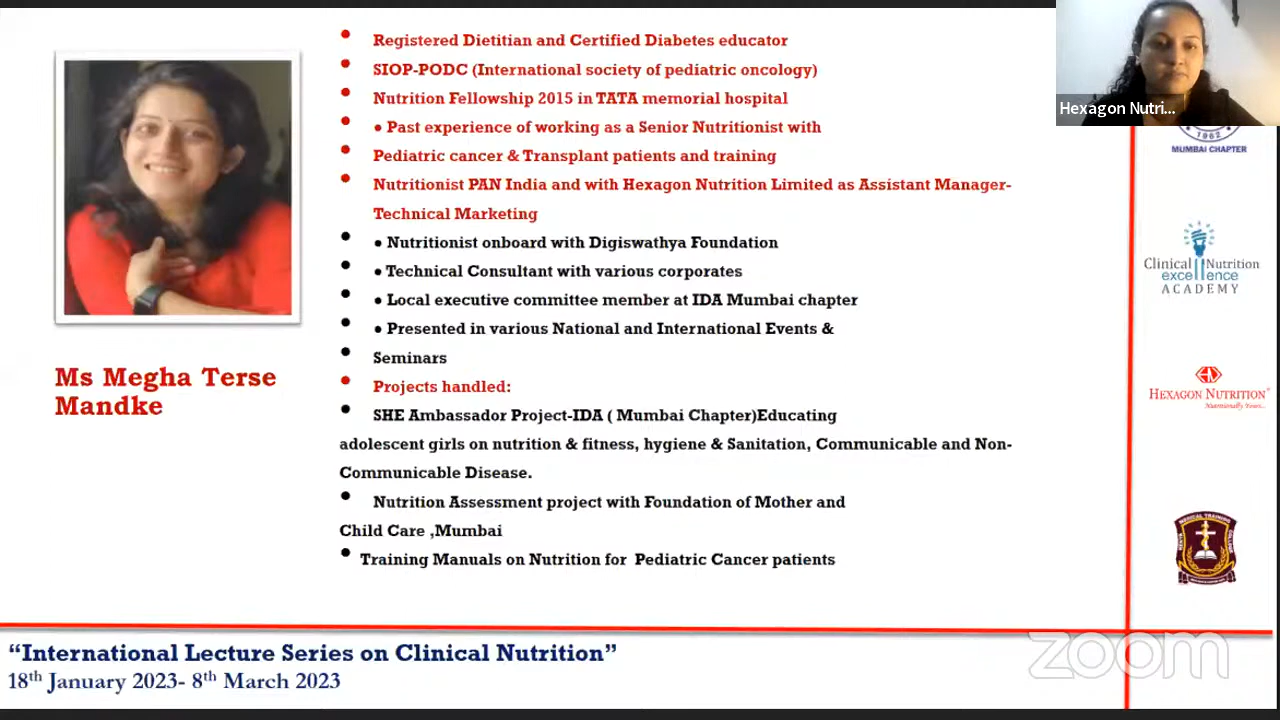 • Registered Dietitian and Certified Diabetes educator
• SIOP-PODC (International society of pediatric oncology)
• Nutrition Fellowship 2015 in TATA memorial hospital
• • Past experience of working as a Senior Nutritionist with
• Pediatric cancer & Transplant patients and training
• Nutritionist PAN India and with Hexagon Nutrition Limited as Assistant Manager-
Technical Marketing
• • Nutritionist onboard with Digiswathya Foundation
• • Technical Consultant with various corporates
• • Local executive committee member at IDA Mumbai chapter
• • Presented in various National and International Events &
• Seminars
• Projects handled:
• SHE Ambassador Project-IDA ( Mumbai Chapter)Educating
adolescent girls on nutrition & fitness, hygiene & Sanitation, Communicable and Non-
Communicable Disease.
• Nutrition Assessment project with Foundation of Mother and
Child Care ,Mumbai
• Training Manuals on Nutrition for Pediatric Cancer patients
Ms Megha Terse
Mandke
Hexagon Nutri...
1962
MUMBAI CHAPTER
Clinical Nutrition
excellence
ACADEMY
HEXAGON NUTRITION
Nutritionally Yours...
MEDICAL TRAINING
"International Lecture Series on Clinical Nutrition"
18th January 2023- 8th March 2023
zoom